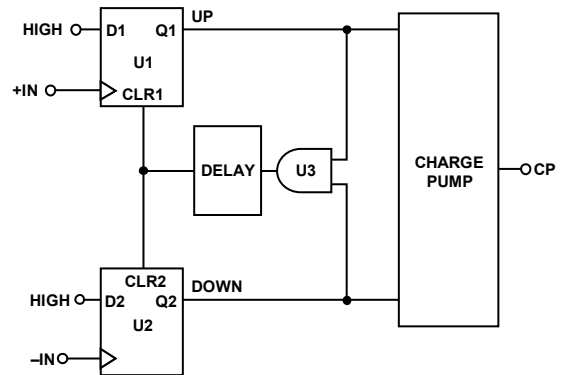 HIGH
D1
Q1
UP
U1
+IN
CLR1
DELAY
U3
CHARGE
PUMP
CP
CLR2
HIGH
D2
Q2
DOWN
U2
–IN